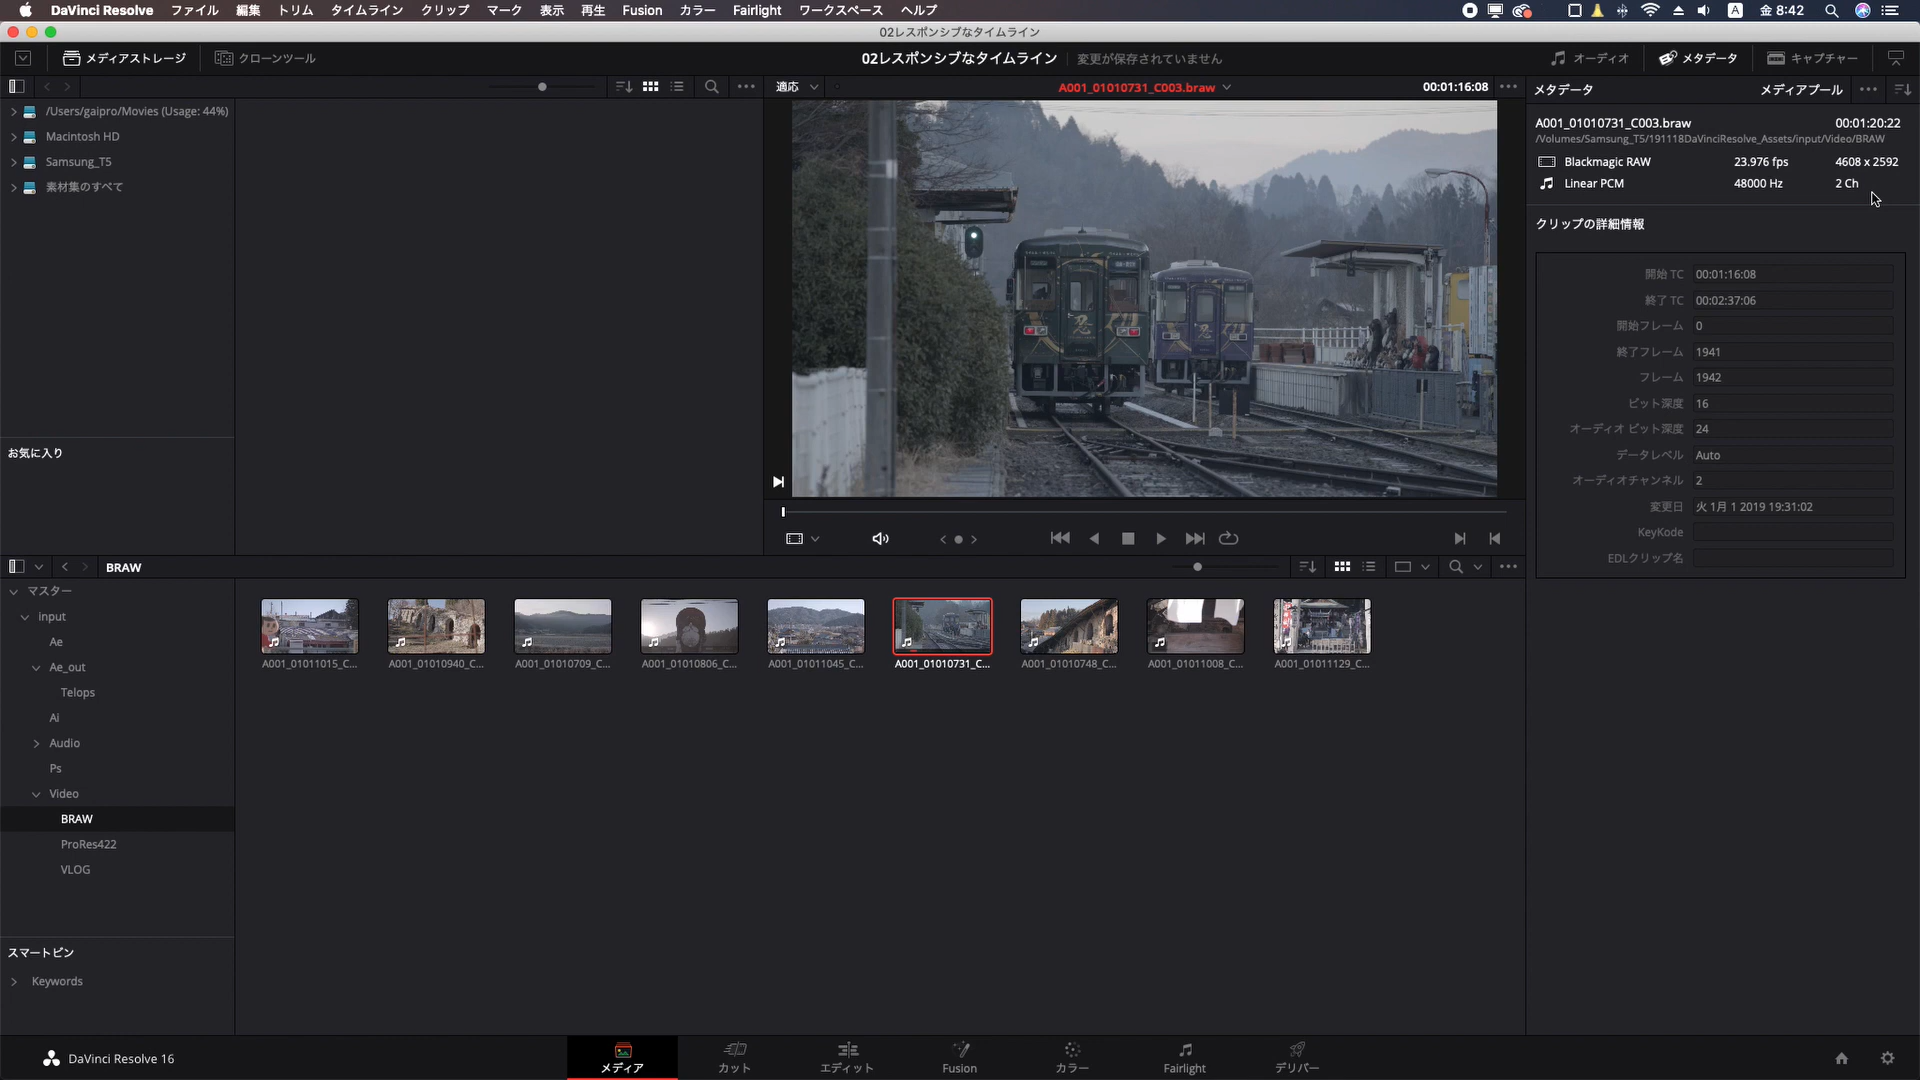 DaVinci Resolve ファイル 編集 トリム タイムライン クリップ マーク 表示 再生 Fusion カラー Fairlight ワークスペース ヘルプ A 金 8:42
02レスポンシブなタイムライン
メディアストレージ クローンツール 02レスポンシブなタイムライン 変更が保存されていません オーディオ メタデータ キャプチャー
適応 A001_01010731_C003.braw 00:01:16:08 メタデータ メディアプール
/Users/gaipro/Movies (Usage: 44%)
Macintosh HD
Samsung_T5
素材集のすべて
お気に入り
A001_01010731_C003.braw 00:01:20:22
/Volumes/Samsung_T5/191118DaVinciResolve_Assets/input/Video/BRAW
Blackmagic RAW 23.976 fps 4608 x 2592
Linear PCM 48000 Hz 2 Ch
クリップの詳細情報
開始 TC 00:01:16:08
終了 TC 00:02:37:06
開始フレーム 0
終了フレーム 1941
フレーム 1942
ビット深度 16
オーディオ ビット深度 24
データレベル Auto
オーディオチャンネル 2
変更日 火 1月 1 2019 19:31:02
KeyKode
EDLクリップ名
忍
忍
BRAW
マスター
input
Ae
Ae_out
Telops
Ai
Audio
Ps
Video
BRAW
ProRes422
VLOG
A001_01011015_C... A001_01010940_C... A001_01010709_C... A001_01010806_C... A001_01011045_C... A001_01010731_C... A001_01010748_C... A001_01011008_C... A001_01011129_C...
スマートビン
Keywords
DaVinci Resolve 16 メディア カット エディット Fusion カラー Fairlight デリバー